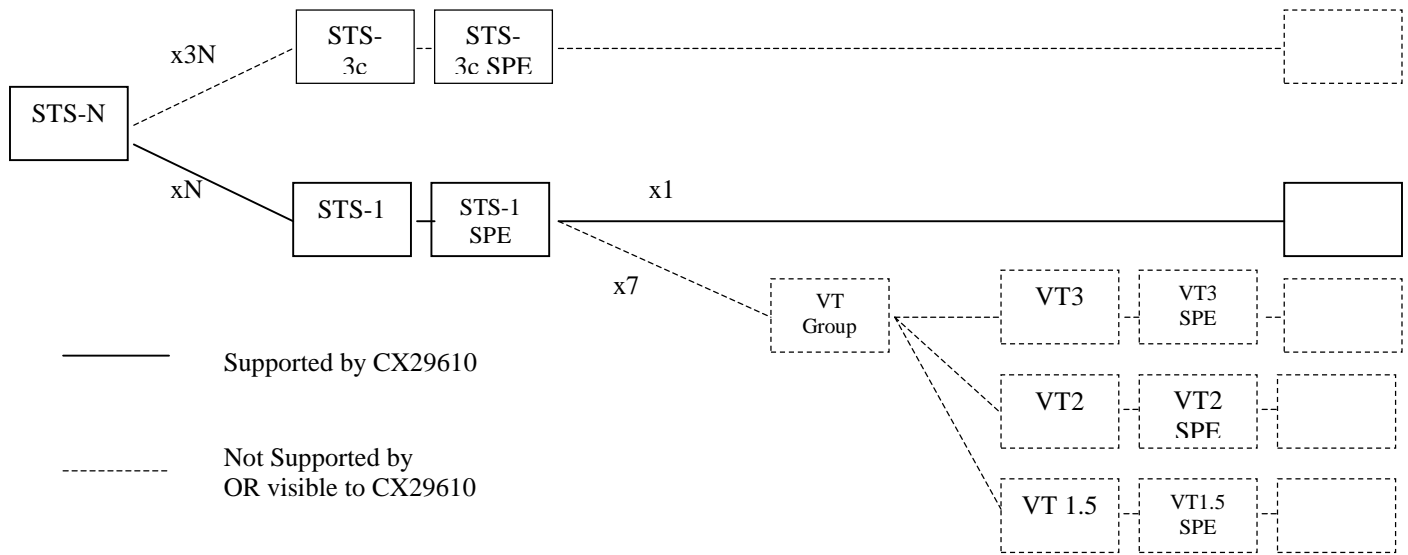 x3N
STS-
3c
STS-
3c SPE
STS-N
xN
STS-1
STS-1
SPE
x1
x7
VT
Group
VT3
VT3
SPE
VT2
VT2
SPE
VT 1.5
VT1.5
SPE
Supported by CX29610
Not Supported by
OR visible to CX29610